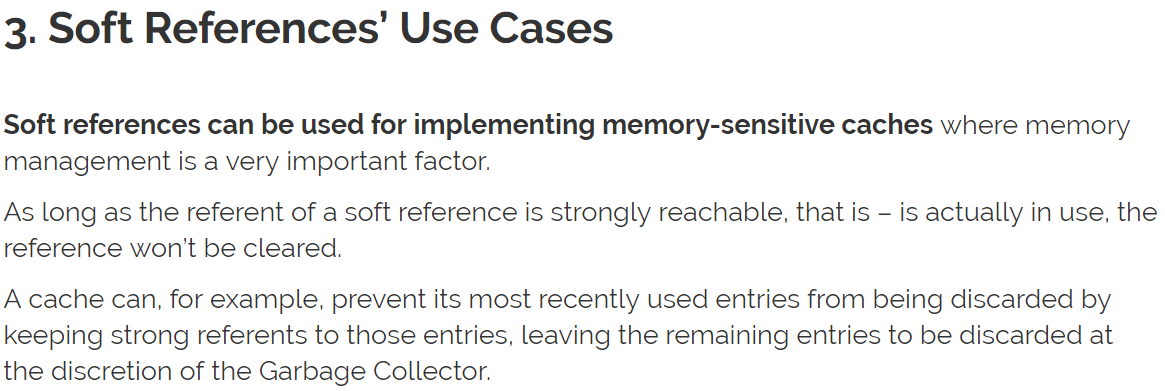 3. Soft References’ Use Cases
Soft references can be used for implementing memory-sensitive caches where memory
management is a very important factor.
As long as the referent of a soft reference is strongly reachable, that is – is actually in use, the
reference won’t be cleared.
A cache can, for example, prevent its most recently used entries from being discarded by
keeping strong referents to those entries, leaving the remaining entries to be discarded at
the discretion of the Garbage Collector.